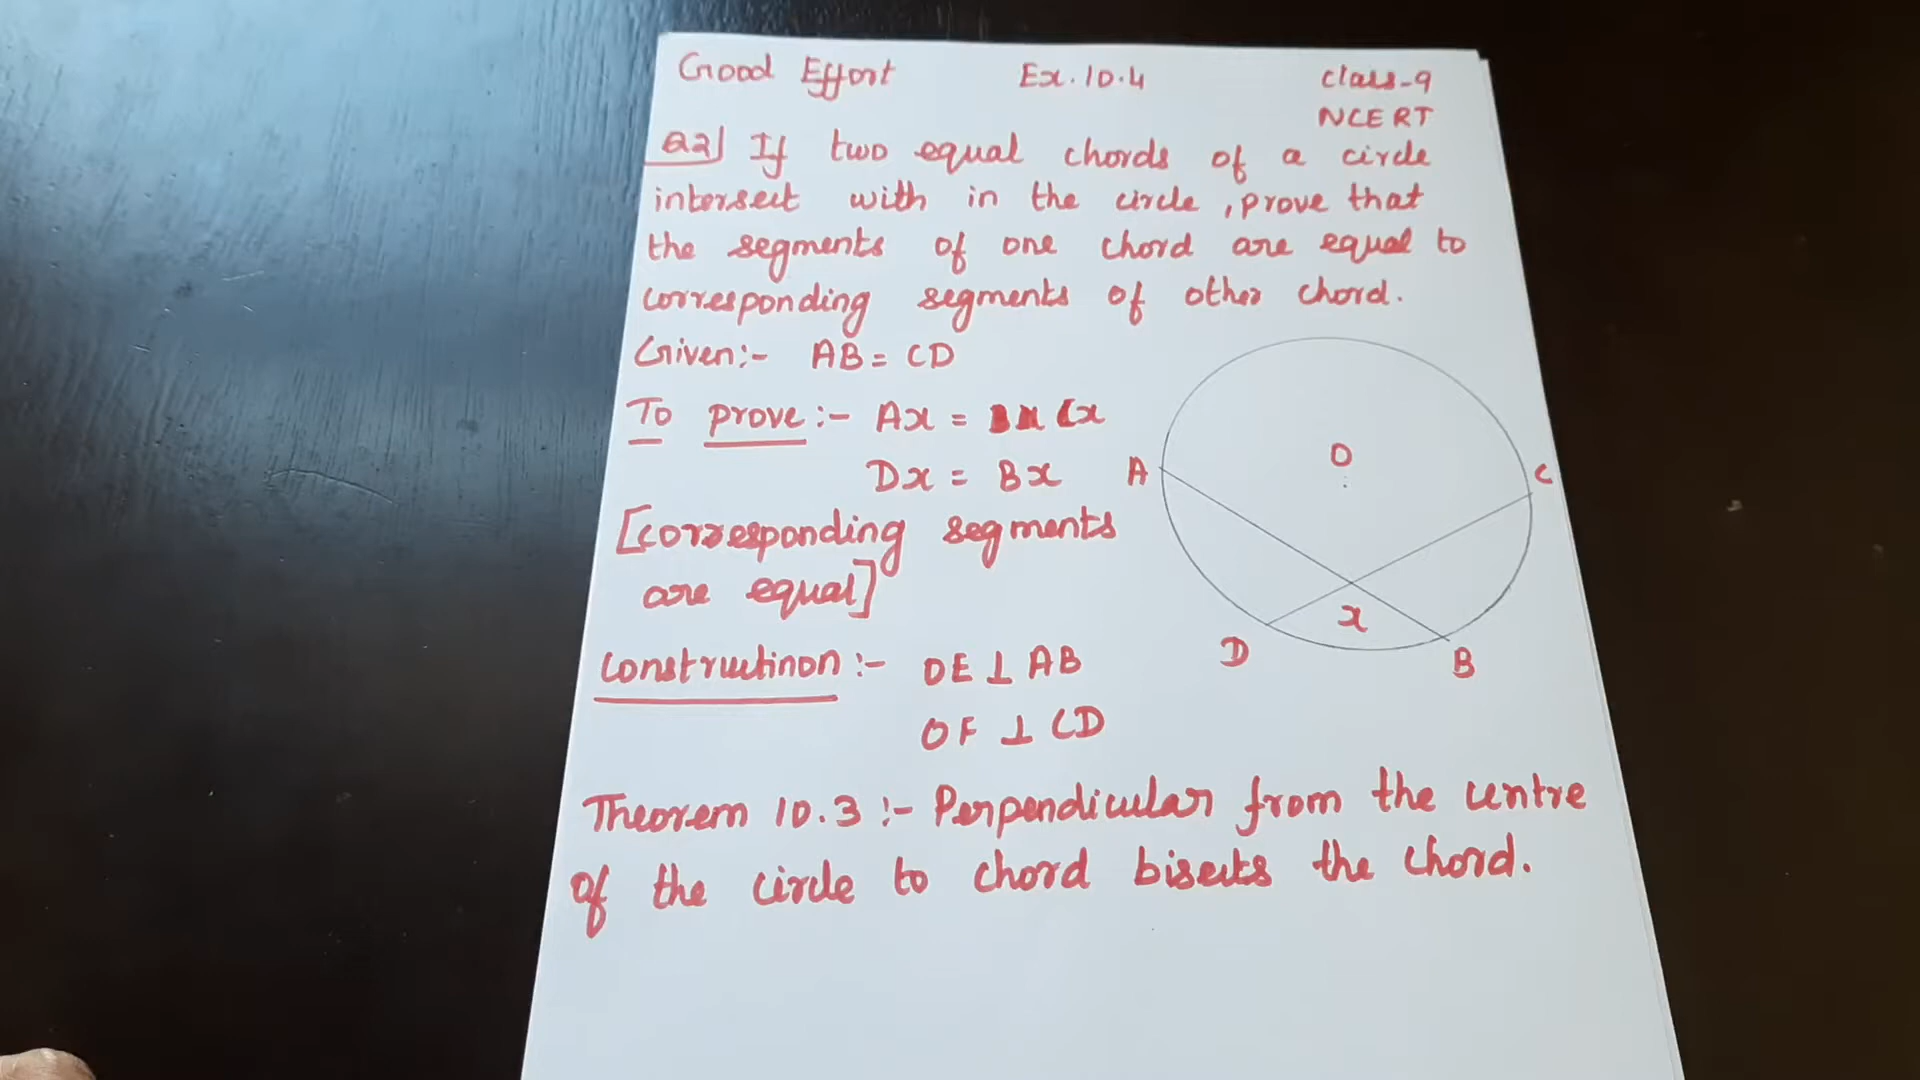 Good Effort Ex. 10.4 class-9
NCERT
Q2) If two equal chords of a circle
intersect with in the circle, prove that
the segments of one chord are equal to
corresponding segments of other chord.
Given:- AB = CD
To prove:- Ax = Cx
Dx = Bx
[corresponding segments
are equal]
Constructinon:- OE ⊥ AB
OF ⊥ CD
Theorem 10.3:- Perpendicular from the centre
of the circle to chord bisects the chord.
A
O
C
x
D
B